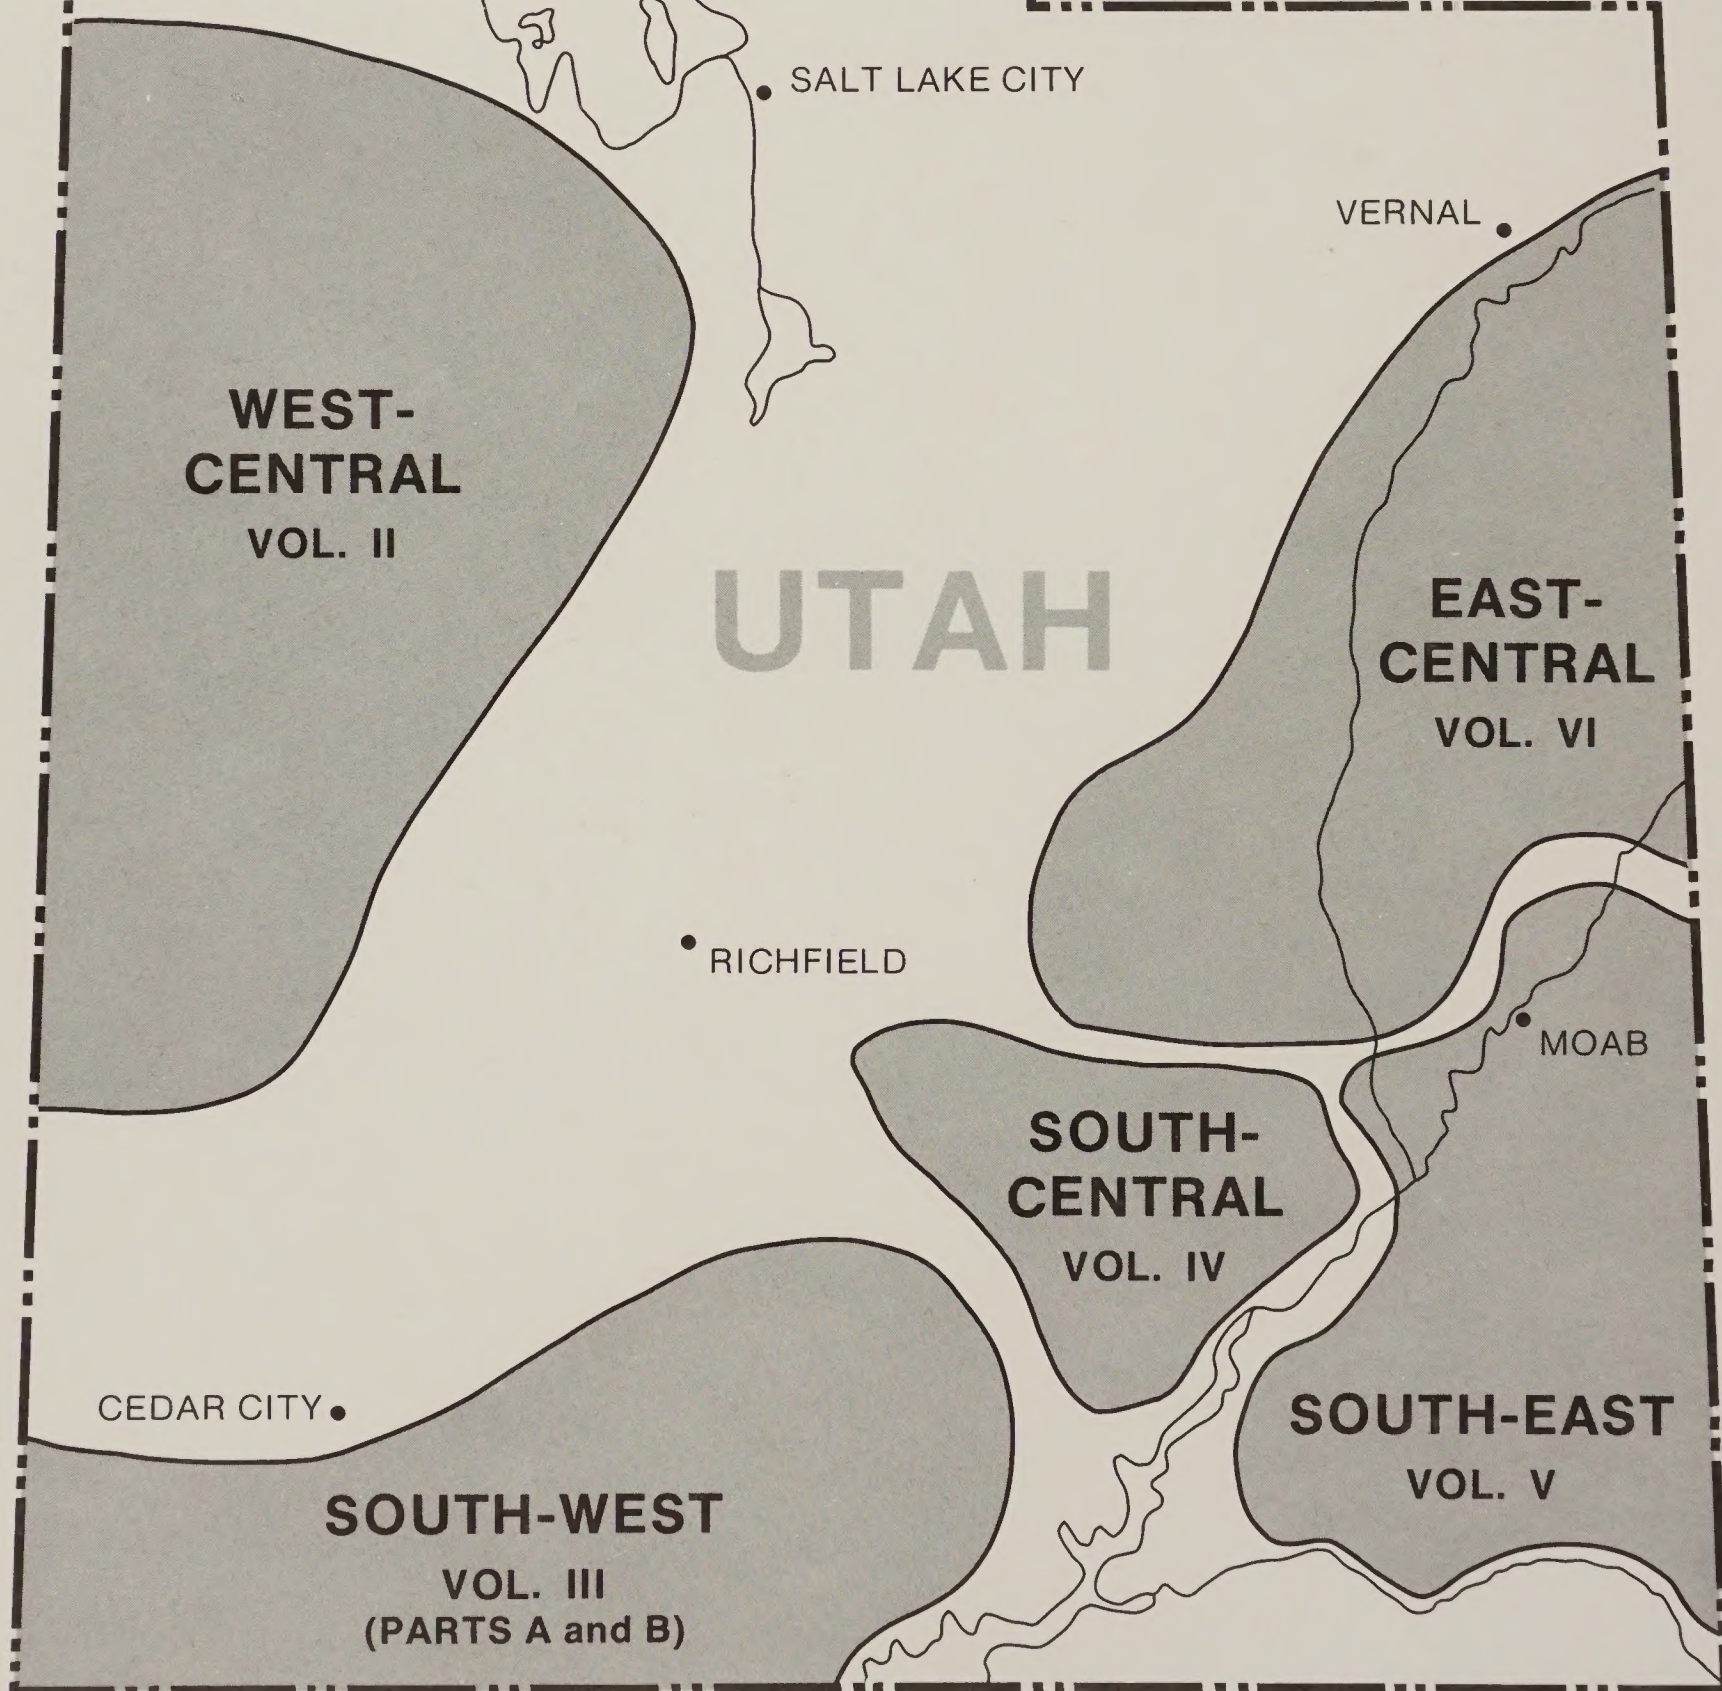 SALT LAKE CITY
VERNAL
WEST-
CENTRAL
VOL. II
UTAH
EAST-
CENTRAL
VOL. VI
RICHFIELD
MOAB
SOUTH-
CENTRAL
VOL. IV
CEDAR CITY
SOUTH-EAST
VOL. V
SOUTH-WEST
VOL. III
(PARTS A and B)